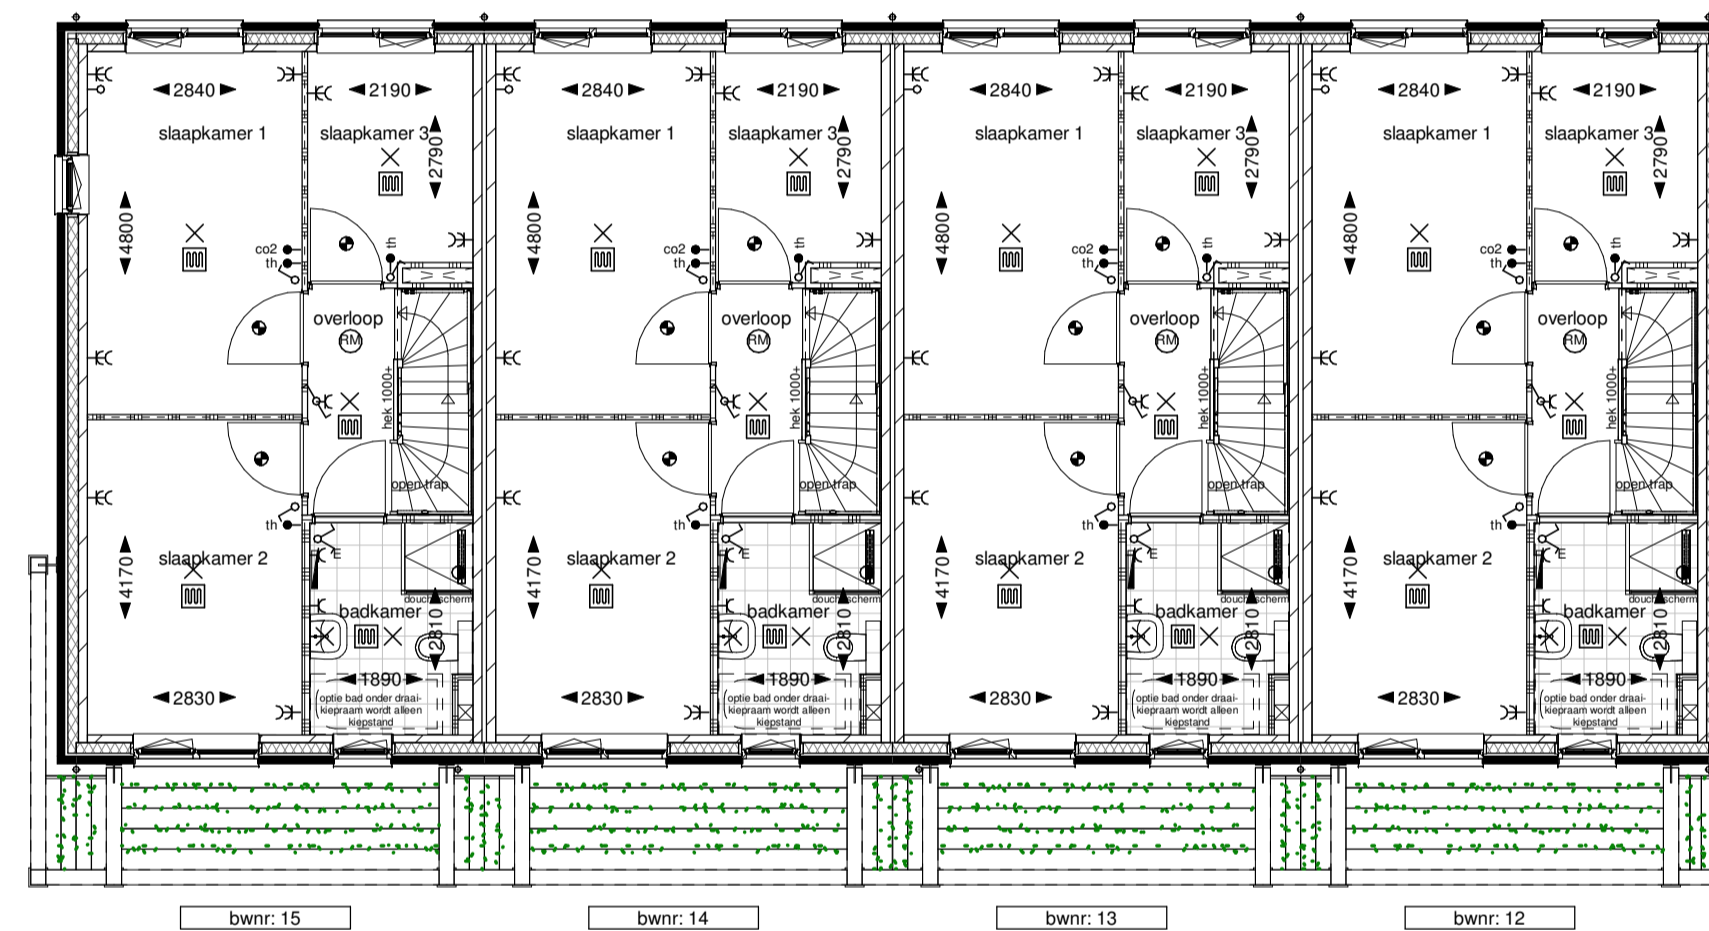 2840 2190 2840 2190 2840 2190 2840 2190
slaapkamer 1 slaapkamer 3 slaapkamer 1 slaapkamer 3 slaapkamer 1 slaapkamer 3 slaapkamer 1 slaapkamer 3
2790 2790 2790 2790
4800 4800 4800 4800
co2 th co2 th co2 th co2 th
th th th th
overloop overloop overloop overloop
RM RM RM RM
hek 1000+ hek 1000+ hek 1000+ hek 1000+
open trap open trap open trap open trap
th th th th
slaapkamer 2 slaapkamer 2 slaapkamer 2 slaapkamer 2
4170 4170 4170 4170
douchescherm douchescherm douchescherm douchescherm
badkamer badkamer badkamer badkamer
2810 2810 2810 2810
1890 1890 1890 1890
2830 2830 2830 2830
optie bad onder draai- optie bad onder draai- optie bad onder draai- optie bad onder draai-
kiepraam wordt alleen kiepraam wordt alleen kiepraam wordt alleen kiepraam wordt alleen
kiepstand kiepstand kiepstand kiepstand
bwnr: 15 bwnr: 14 bwnr: 13 bwnr: 12